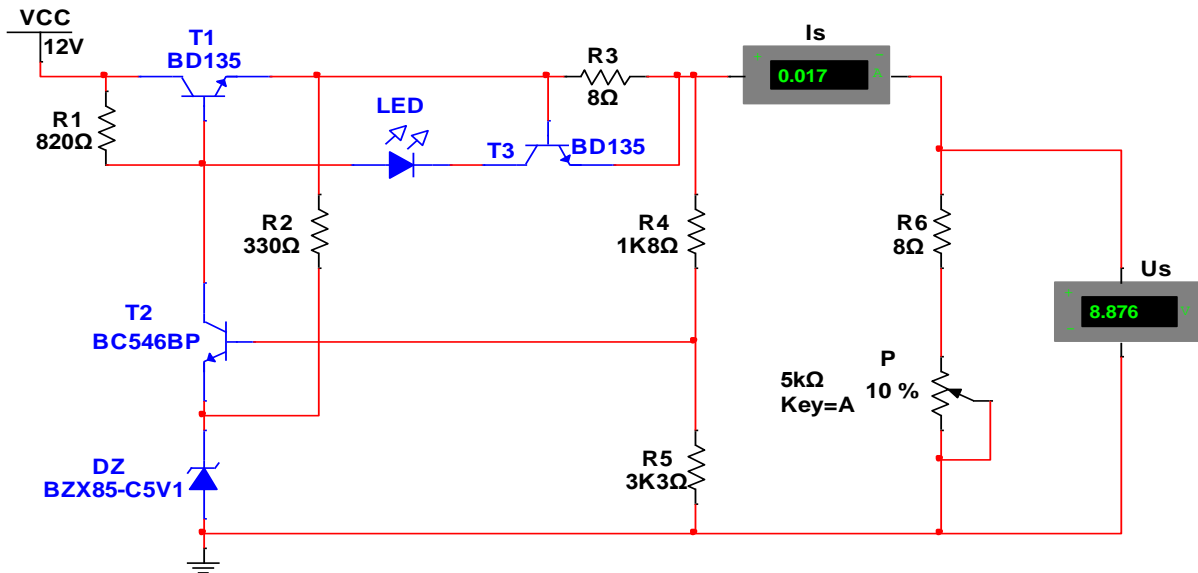 VCC
12V
T1
BD135
R1
820Ω
LED
R3
8Ω
T3
BD135
Is
+
−
0.017
A
R2
330Ω
R4
1K8Ω
R6
8Ω
Us
+
−
8.876
V
T2
BC546BP
P
5kΩ
10 %
Key=A
DZ
BZX85-C5V1
R5
3K3Ω